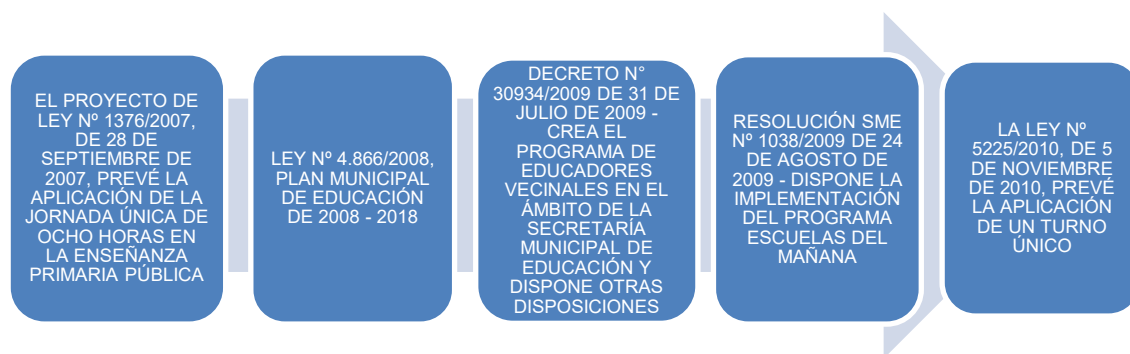 EL PROYECTO DE
LEY Nº 1376/2007,
DE 28 DE
SEPTIEMBRE DE
2007, PREVÉ LA
APLICACIÓN DE LA
JORNADA ÚNICA DE
OCHO HORAS EN
LA ENSEÑANZA
PRIMARIA PÚBLICA
LEY Nº 4.866/2008,
PLAN MUNICIPAL
DE EDUCACIÓN
DE 2008 - 2018
DECRETO N°
30934/2009 DE 31 DE
JULIO DE 2009 -
CREA EL
PROGRAMA DE
EDUCADORES
VECINALES EN EL
ÁMBITO DE LA
SECRETARÍA
MUNICIPAL DE
EDUCACIÓN Y
DISPONE OTRAS
DISPOSICIONES
RESOLUCIÓN SME
Nº 1038/2009 DE 24
DE AGOSTO DE
2009 - DISPONE LA
IMPLEMENTACIÓN
DEL PROGRAMA
ESCUELAS DEL
MAÑANA
LA LEY Nº
5225/2010, DE 5
DE NOVIEMBRE
DE 2010, PREVÉ
LA APLICACIÓN
DE UN TURNO
ÚNICO